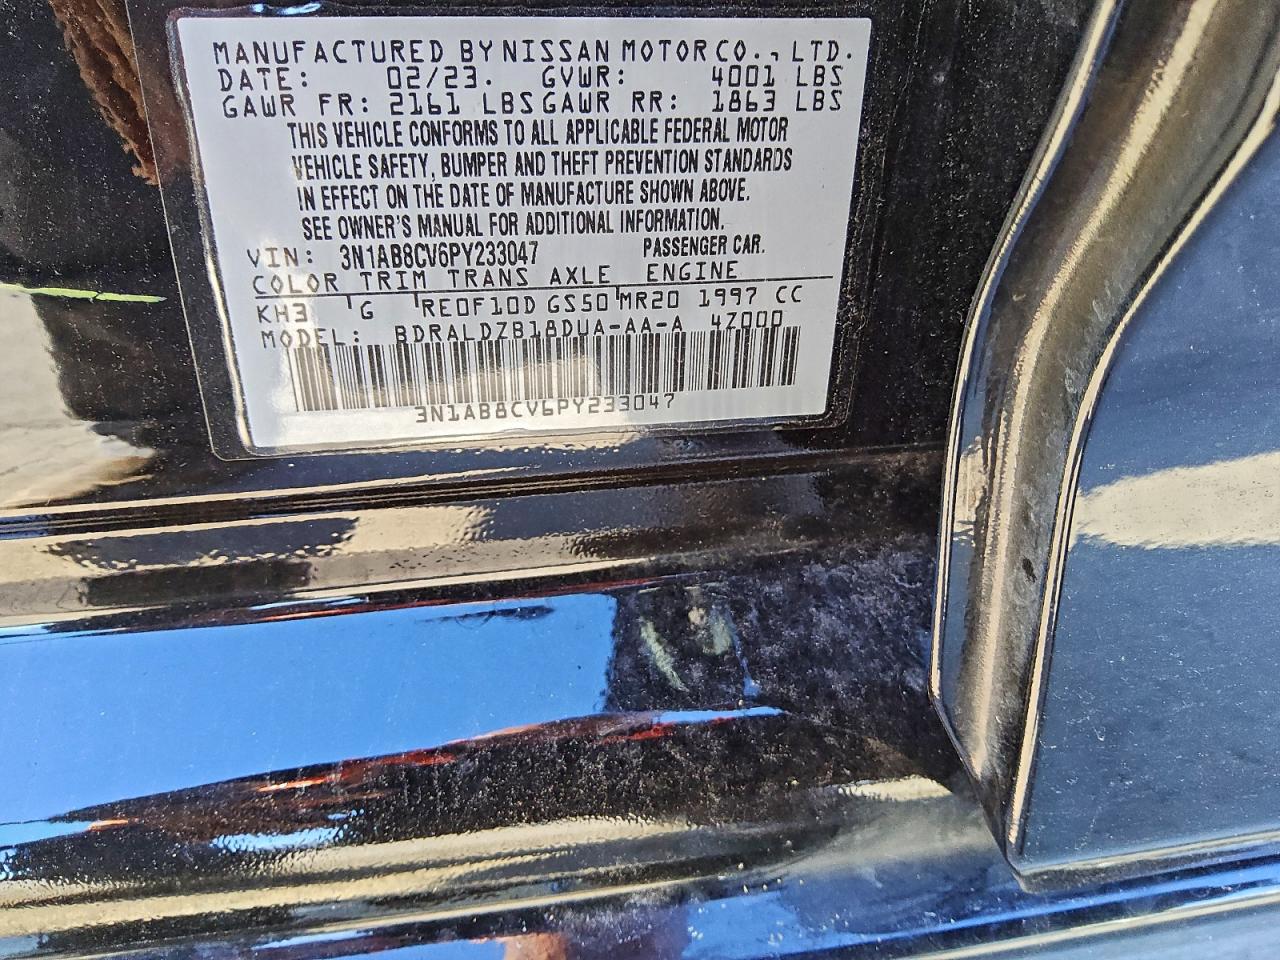 MANUFACTURED BY NISSAN MOTOR CO., LTD.
DATE: 02/23. GVWR: 4001 LBS
GAWR FR: 2161 LBS GAWR RR: 1863 LBS
THIS VEHICLE CONFORMS TO ALL APPLICABLE FEDERAL MOTOR
VEHICLE SAFETY, BUMPER AND THEFT PREVENTION STANDARDS
IN EFFECT ON THE DATE OF MANUFACTURE SHOWN ABOVE.
SEE OWNER'S MANUAL FOR ADDITIONAL INFORMATION.
VIN: 3N1AB8CV6PY233047 PASSENGER CAR.
COLOR TRIM TRANS AXLE ENGINE
KH3 G RE0F10D GS50 MR20 1997 CC
MODEL: BDRALDZB18DUA-AA-A 4Z000
3N1AB8CV6PY233047